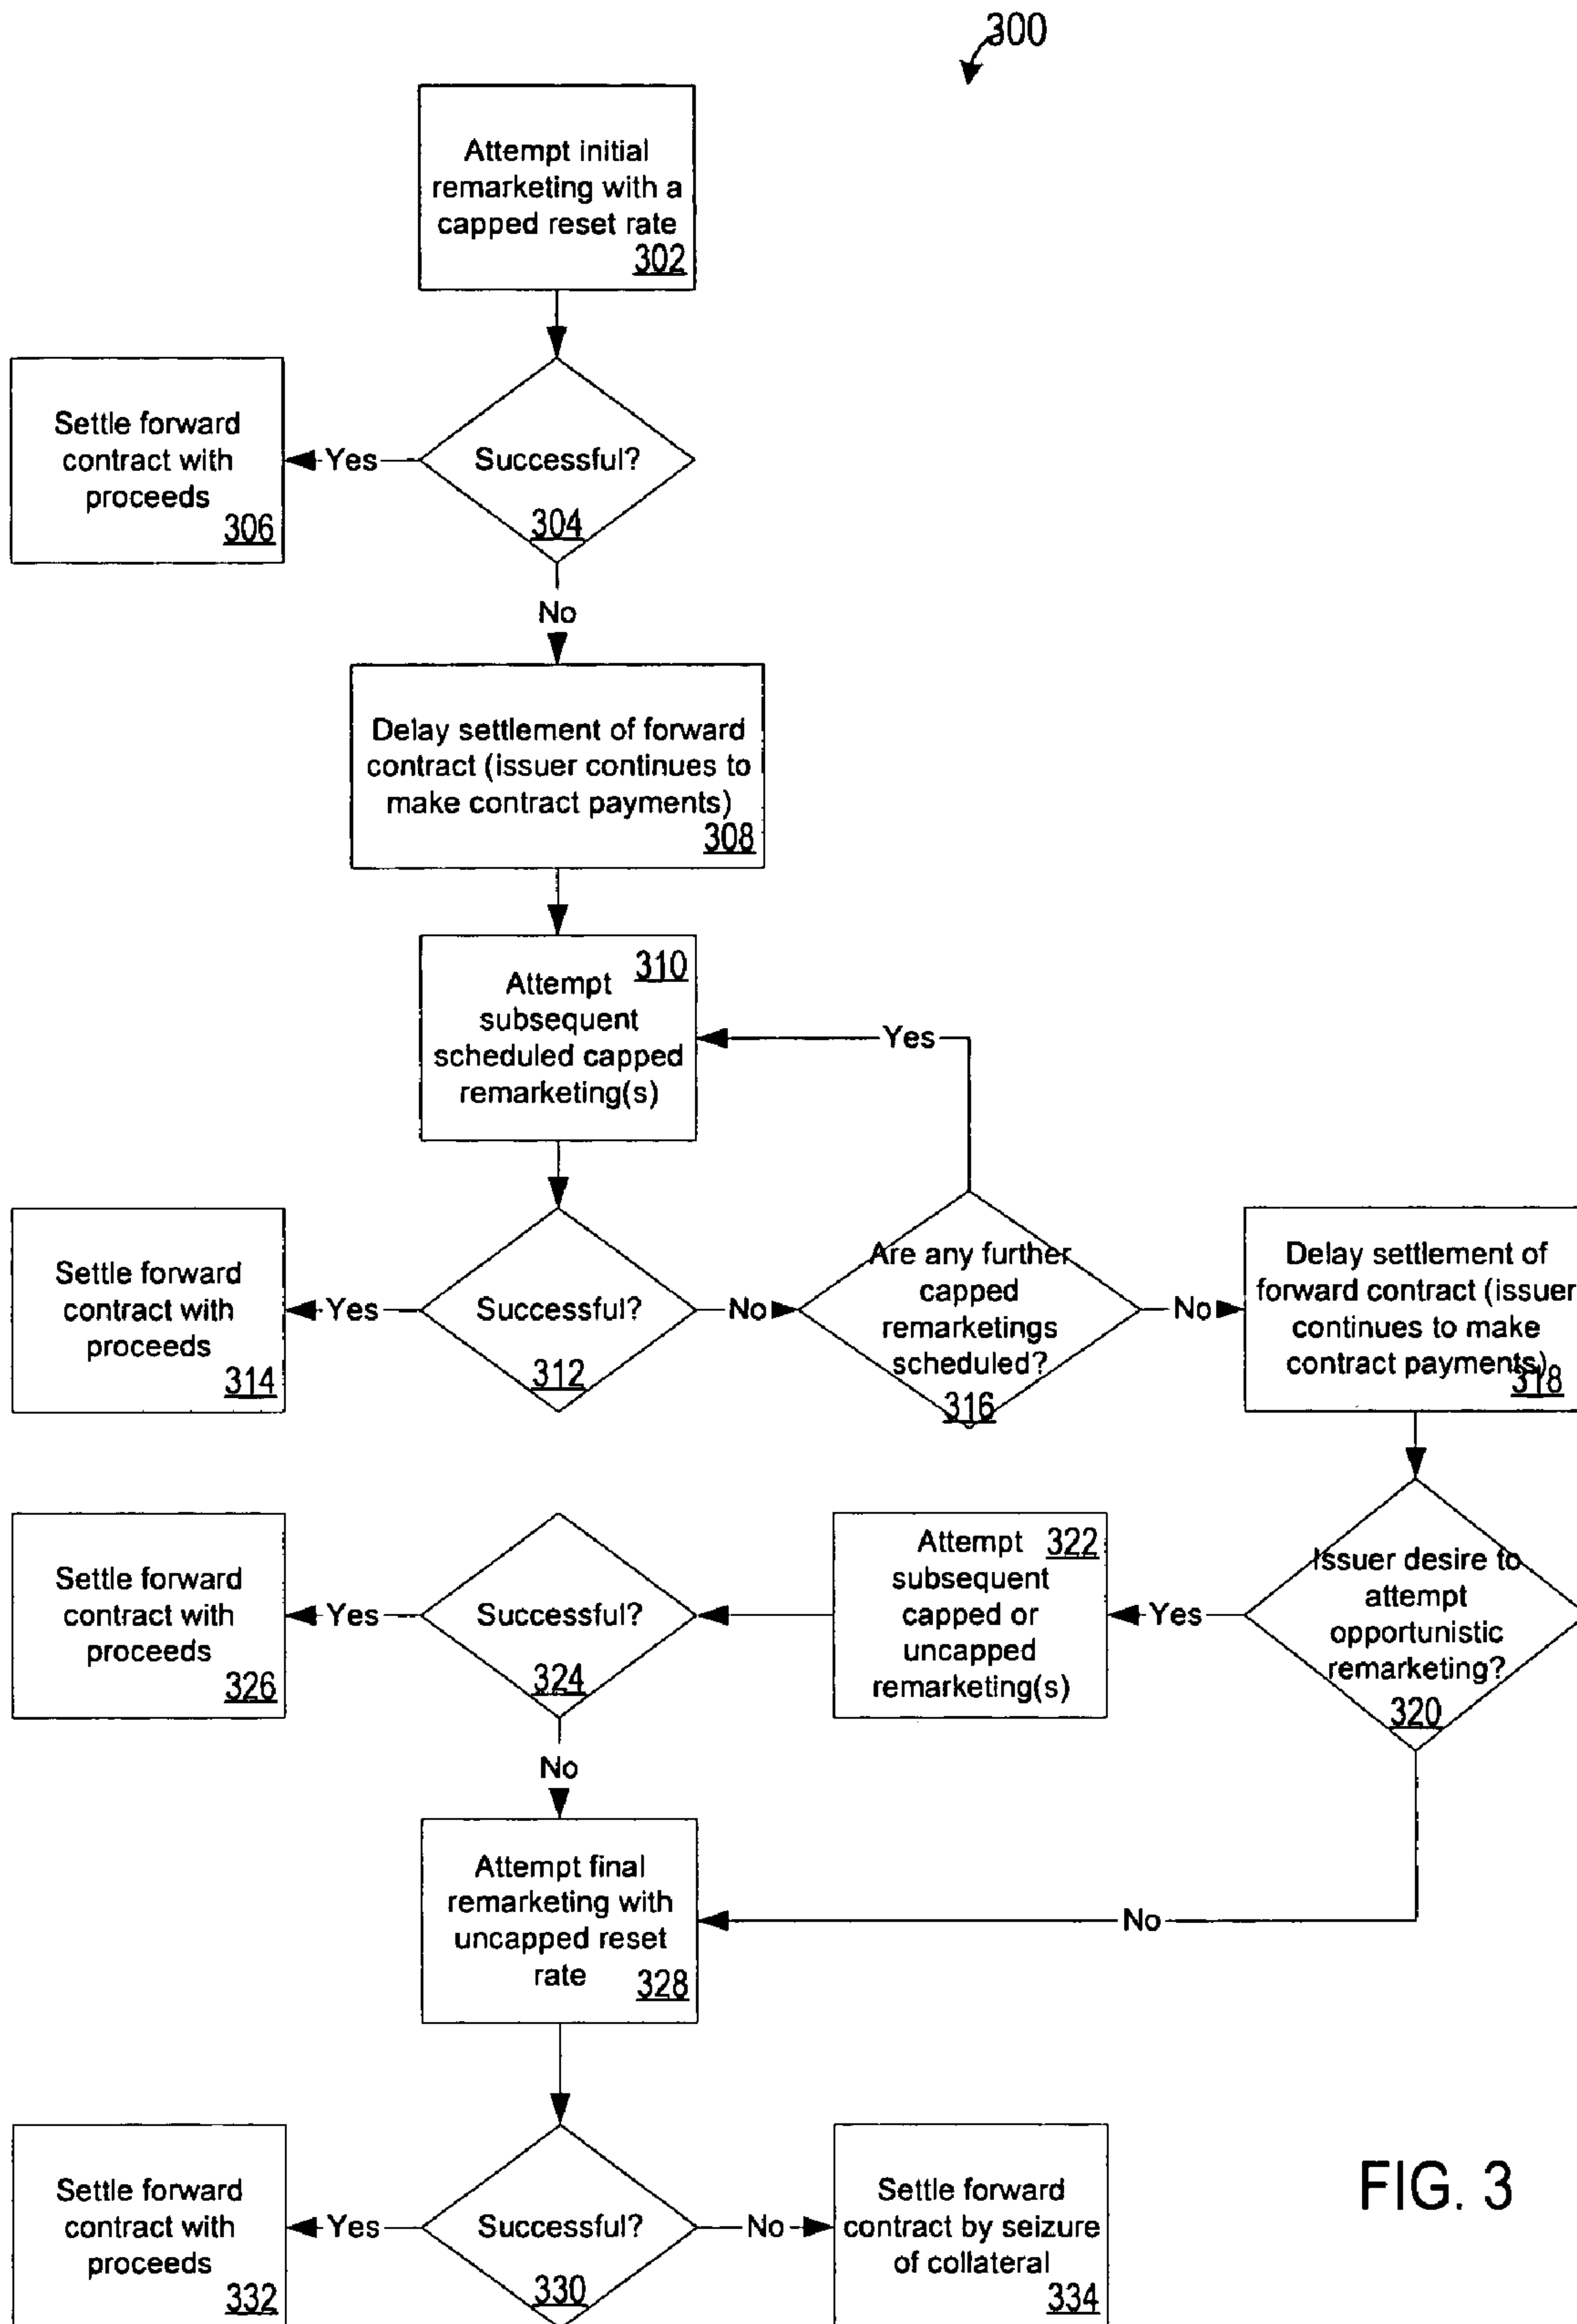 300
Attempt initial
remarketing with a
capped reset rate
302
Successful?
304
Yes
Settle forward
contract with
proceeds
306
No
Delay settlement of forward
contract (issuer continues to
make contract payments)
308
310
Attempt
subsequent
scheduled capped
remarketing(s)
Yes
Successful?
312
Yes
Settle forward
contract with
proceeds
314
No
Are any further
capped
remarketings
scheduled?
316
No
Delay settlement of
forward contract (issuer
continues to make
contract payments)
318
Issuer desire to
attempt
opportunistic
remarketing?
320
Yes
Attempt 322
subsequent
capped or
uncapped
remarketing(s)
Successful?
324
Yes
Settle forward
contract with
proceeds
326
No
No
Attempt final
remarketing with
uncapped reset
rate
328
Successful?
330
Yes
Settle forward
contract with
proceeds
332
No
Settle forward
contract by seizure
of collateral
334
FIG. 3